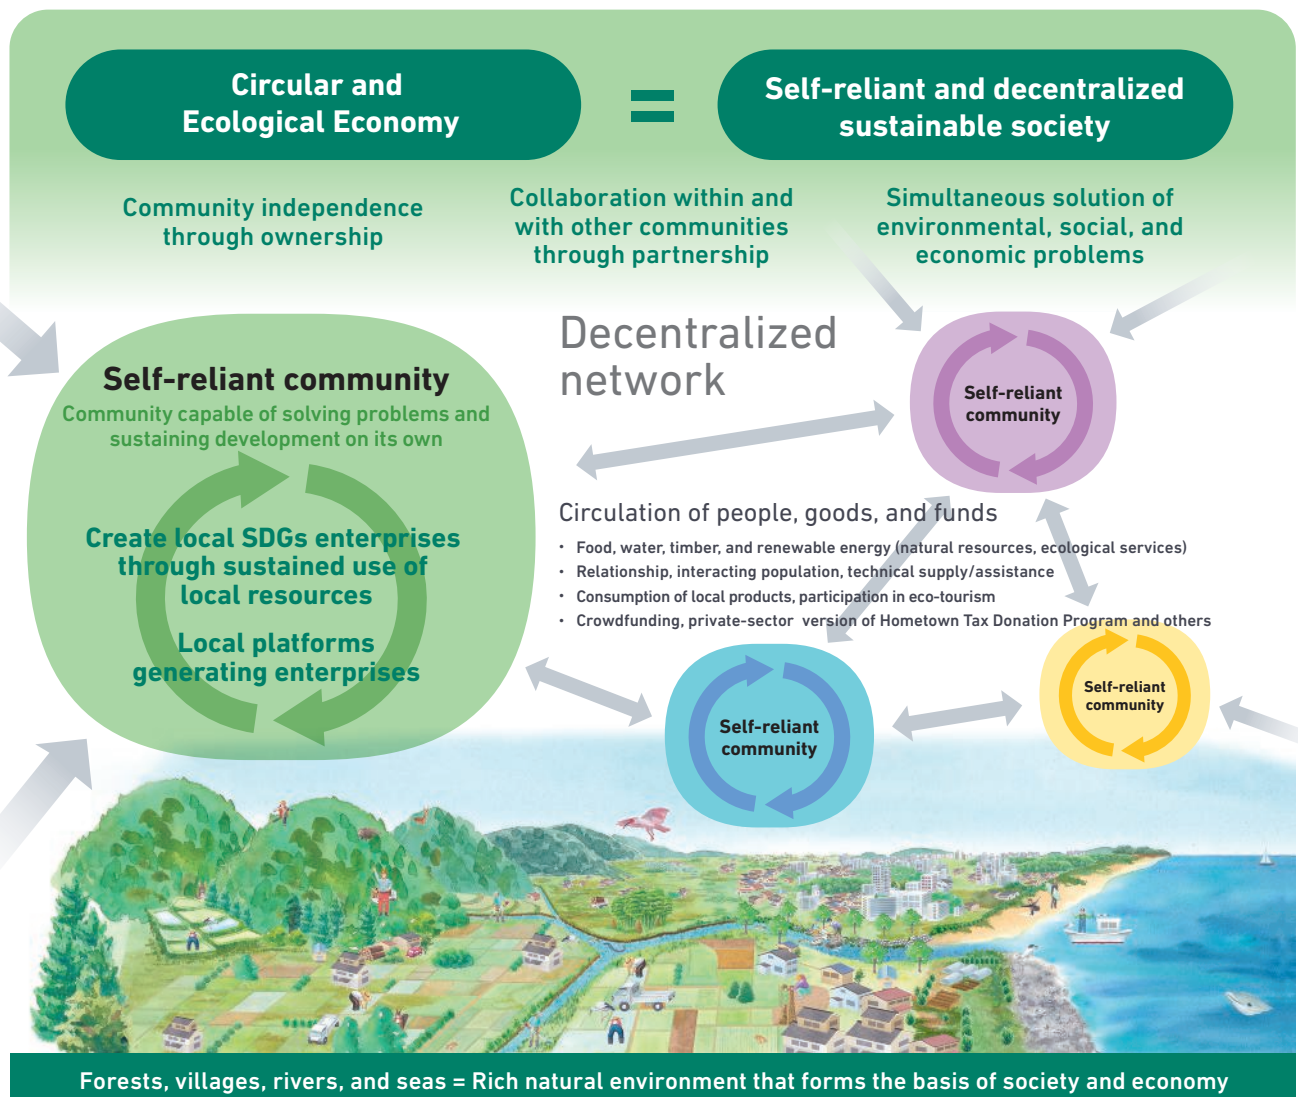 Circular and
Ecological Economy
=
Self-reliant and decentralized
sustainable society
Community independence
through ownership
Collaboration within and
with other communities
through partnership
Simultaneous solution of
environmental, social, and
economic problems
Decentralized
network
Self-reliant community
Community capable of solving problems and
sustaining development on its own
Create local SDGs enterprises
through sustained use of
local resources
Local platforms
generating enterprises
Self-reliant
community
Circulation of people, goods, and funds
• Food, water, timber, and renewable energy (natural resources, ecological services)
• Relationship, interacting population, technical supply/assistance
• Consumption of local products, participation in eco-tourism
• Crowdfunding, private-sector version of Hometown Tax Donation Program and others
Self-reliant
community
Self-reliant
community
Forests, villages, rivers, and seas = Rich natural environment that forms the basis of society and economy